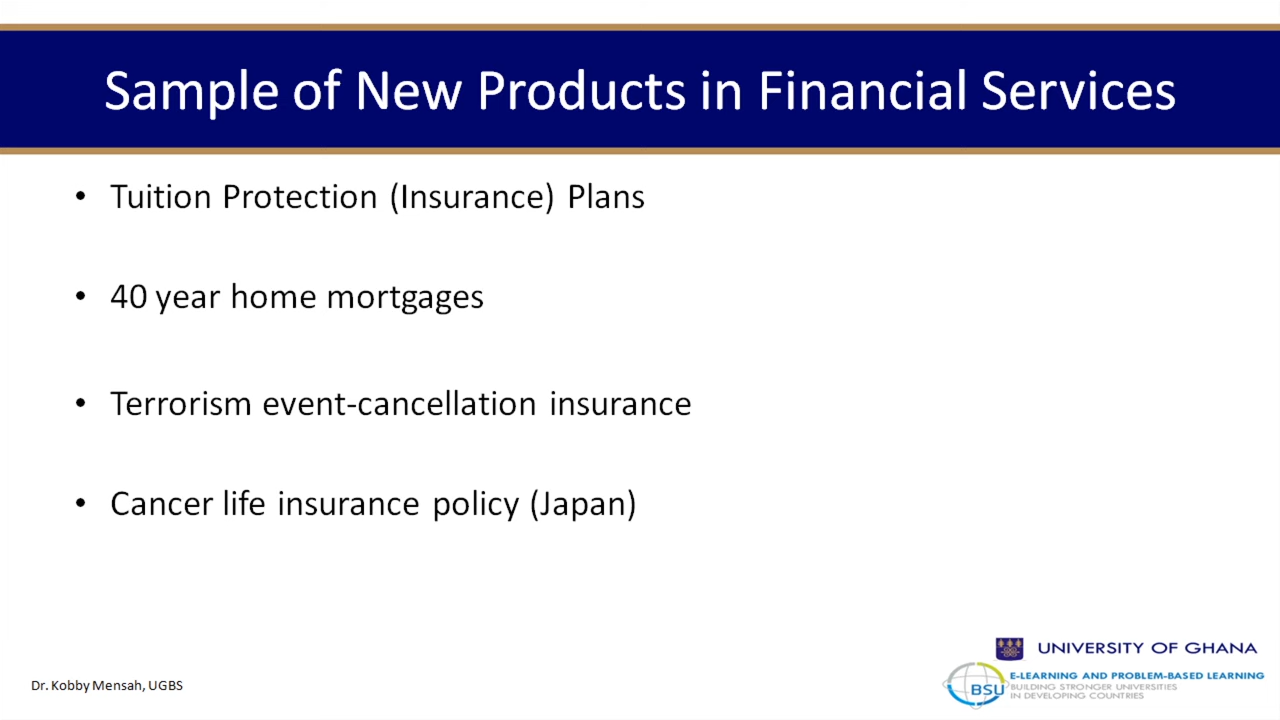 Sample of New Products in Financial Services
• Tuition Protection (Insurance) Plans
• 40 year home mortgages
• Terrorism event-cancellation insurance
• Cancer life insurance policy (Japan)
UNIVERSITY OF GHANA
BSU
E-LEARNING AND PROBLEM-BASED LEARNING
BUILDING STRONGER UNIVERSITIES
IN DEVELOPING COUNTRIES
Dr. Kobby Mensah, UGBS